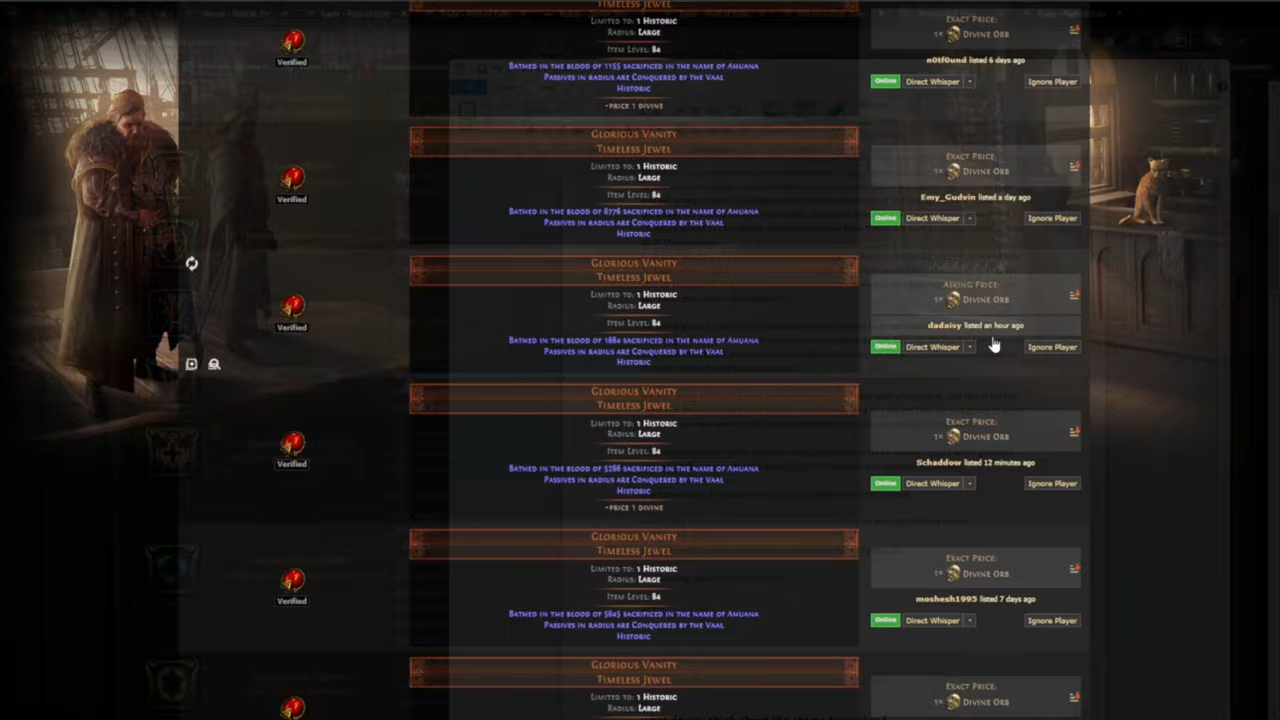 TIMELESS JEWEL
LIMITED TO: 1 HISTORIC
RADIUS: LARGE
ITEM LEVEL: 84
BATHED IN THE BLOOD OF 1155 SACRIFICED IN THE NAME OF AHUANA
PASSIVES IN RADIUS ARE CONQUERED BY THE VAAL
HISTORIC
~PRICE 1 DIVINE
Verified
EXACT PRICE:
1× DIVINE ORB
n0tf0und listed 6 days ago
Online Direct Whisper Ignore Player
GLORIOUS VANITY
TIMELESS JEWEL
LIMITED TO: 1 HISTORIC
RADIUS: LARGE
ITEM LEVEL: 84
BATHED IN THE BLOOD OF 6776 SACRIFICED IN THE NAME OF AHUANA
PASSIVES IN RADIUS ARE CONQUERED BY THE VAAL
HISTORIC
Verified
EXACT PRICE:
1× DIVINE ORB
Emy_Gudvin listed a day ago
Online Direct Whisper Ignore Player
GLORIOUS VANITY
TIMELESS JEWEL
LIMITED TO: 1 HISTORIC
RADIUS: LARGE
ITEM LEVEL: 84
BATHED IN THE BLOOD OF 1664 SACRIFICED IN THE NAME OF AHUANA
PASSIVES IN RADIUS ARE CONQUERED BY THE VAAL
HISTORIC
Verified
ASKING PRICE:
1× DIVINE ORB
dadaisy listed an hour ago
Online Direct Whisper Ignore Player
GLORIOUS VANITY
TIMELESS JEWEL
LIMITED TO: 1 HISTORIC
RADIUS: LARGE
ITEM LEVEL: 84
BATHED IN THE BLOOD OF 5286 SACRIFICED IN THE NAME OF AHUANA
PASSIVES IN RADIUS ARE CONQUERED BY THE VAAL
HISTORIC
~PRICE 1 DIVINE
Verified
EXACT PRICE:
1× DIVINE ORB
Schaddow listed 12 minutes ago
Online Direct Whisper Ignore Player
GLORIOUS VANITY
TIMELESS JEWEL
LIMITED TO: 1 HISTORIC
RADIUS: LARGE
ITEM LEVEL: 84
BATHED IN THE BLOOD OF 5645 SACRIFICED IN THE NAME OF AHUANA
PASSIVES IN RADIUS ARE CONQUERED BY THE VAAL
HISTORIC
Verified
EXACT PRICE:
1× DIVINE ORB
moshesh1995 listed 7 days ago
Online Direct Whisper Ignore Player
GLORIOUS VANITY
TIMELESS JEWEL
LIMITED TO: 1 HISTORIC
RADIUS: LARGE
EXACT PRICE:
1× DIVINE ORB